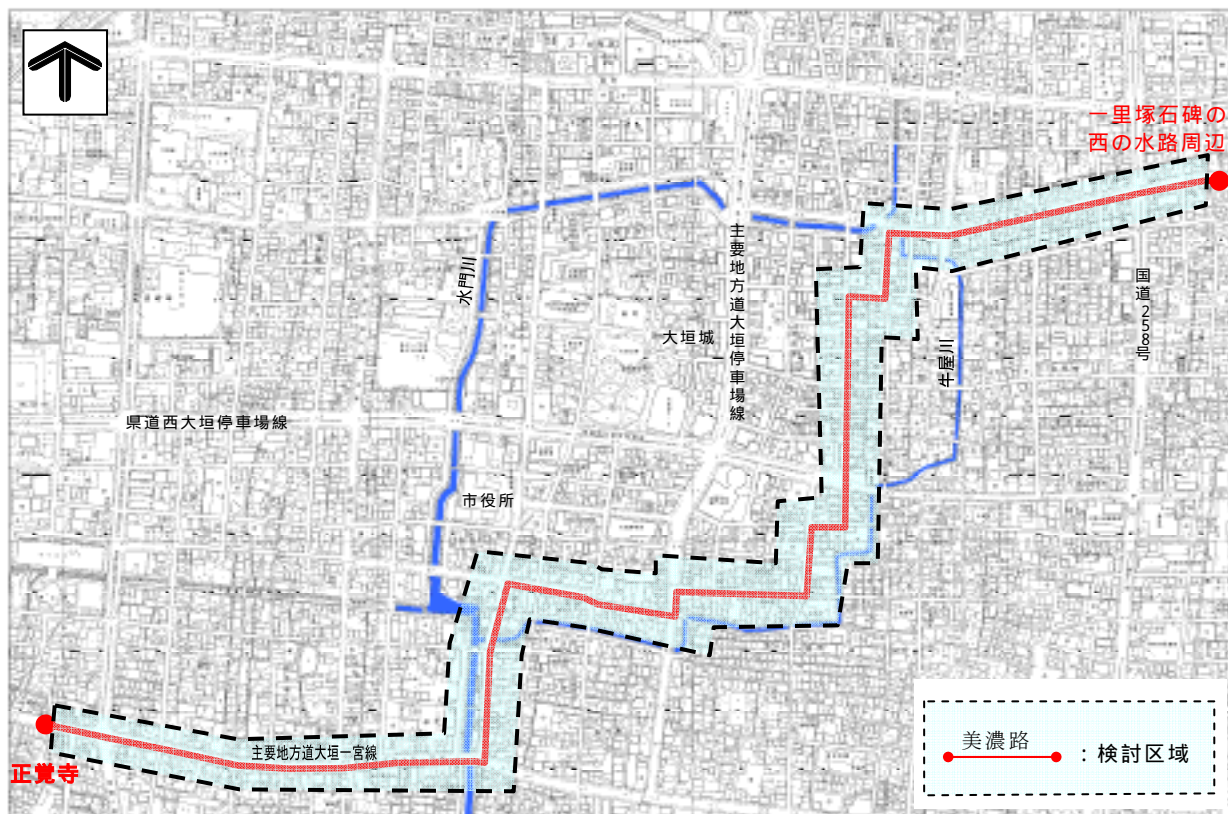 一里塚石碑の
西の水路周辺
主要地方道大垣停車場線
水門川
国道258号
大垣城
牛屋川
県道西大垣停車場線
市役所
美濃路
：検討区域
主要地方道大垣一宮線
正覚寺